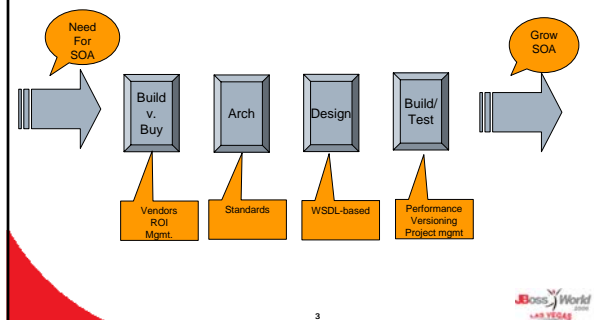 Need
For
SOA
Grow
SOA
Build
v.
Buy
Arch
Design
Build/
Test
Vendors
ROI
Mgmt.
Standards
WSDL-based
Performance
Versioning
Project mgmt
3
JBoss World
2006
LAS VEGAS